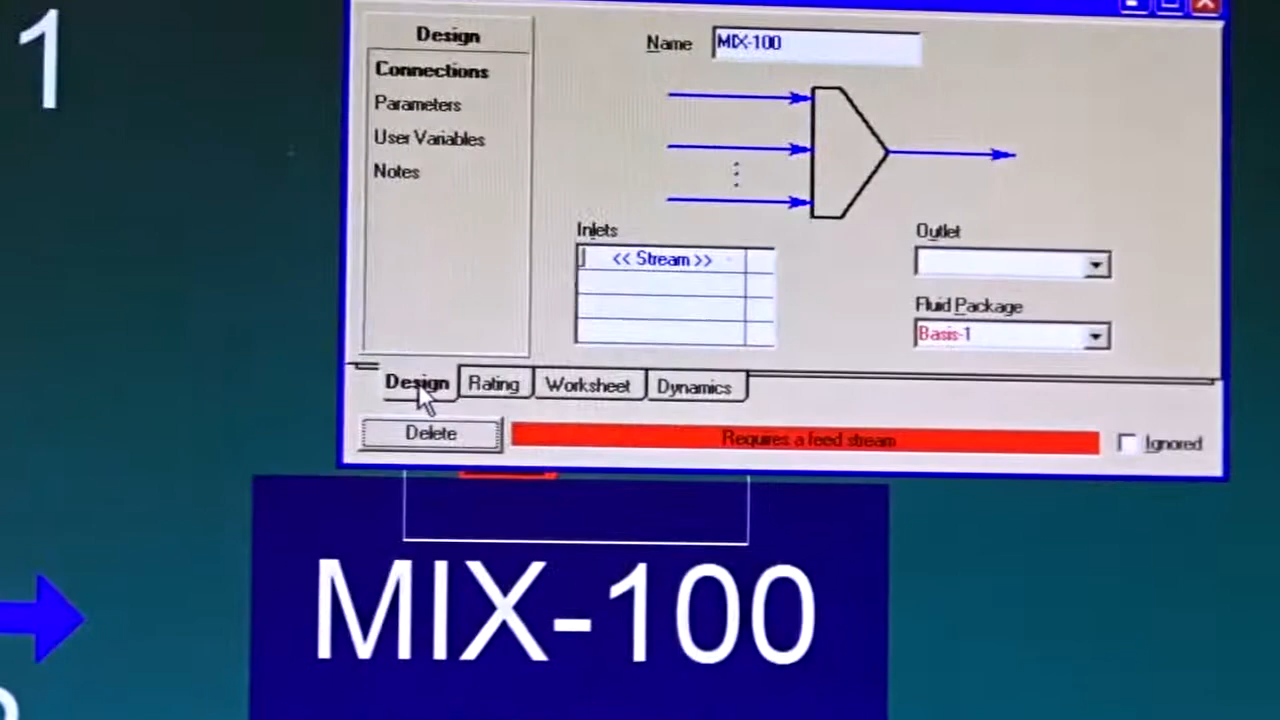 1
Design
Connections
Parameters
User Variables
Notes
Name MIX-100
Inlets
<< Stream >>
Outlet
Fluid Package
Basis-1
Design Rating Worksheet Dynamics
Delete
Requires a feed stream
Ignored
MIX-100